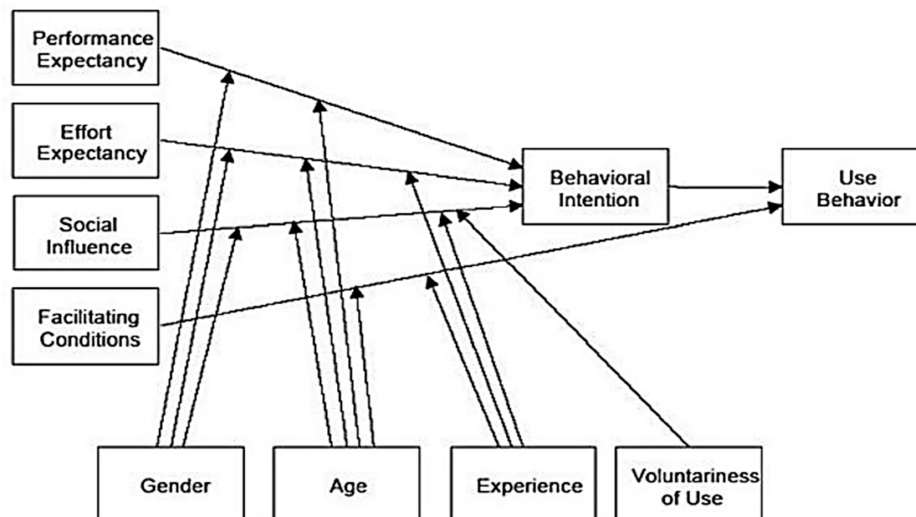 Performance
Expectancy
Effort
Expectancy
Social
Influence
Facilitating
Conditions
Behavioral
Intention
Use
Behavior
Gender
Age
Experience
Voluntariness
of Use